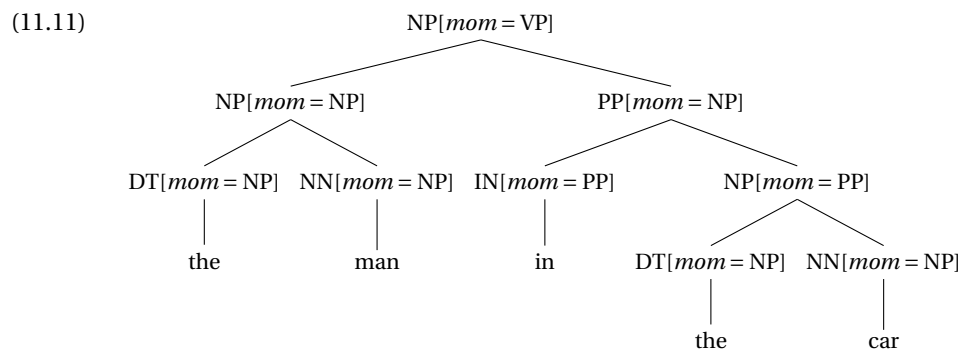 (11.11) NP[mom = VP]
NP[mom = NP] PP[mom = NP]
DT[mom = NP] NN[mom = NP] IN[mom = PP] NP[mom = PP]
the man in DT[mom = NP] NN[mom = NP]
the car